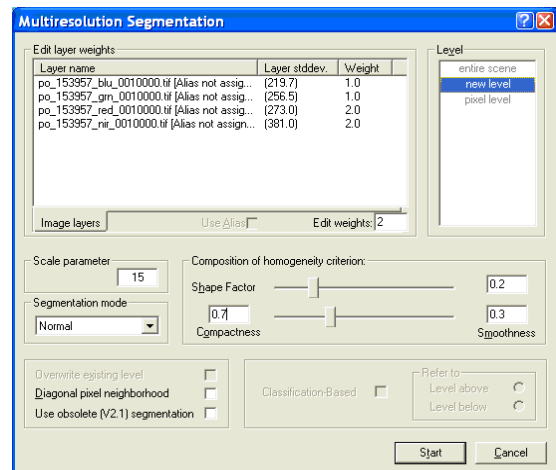 Multiresolution Segmentation
Edit layer weights
Layer name Layer stddev. Weight
po_153957_blu_0010000.tif [Alias not assig... (219.7) 1.0
po_153957_grn_0010000.tif [Alias not assig... (256.5) 1.0
po_153957_red_0010000.tif [Alias not assig... (273.0) 2.0
po_153957_nir_0010000.tif [Alias not assign... (381.0) 2.0
Image layers Use Alias Edit weights: 2
Level
entire scene
new level
pixel level
Scale parameter
15
Segmentation mode
Normal
Composition of homogeneity criterion:
Shape Factor 0.2
0.7 0.3
Compactness Smoothness
Overwrite existing level
Diagonal pixel neighborhood
Use obsolete (V2.1) segmentation
Classification-Based
Refer to
Level above
Level below
Start Cancel